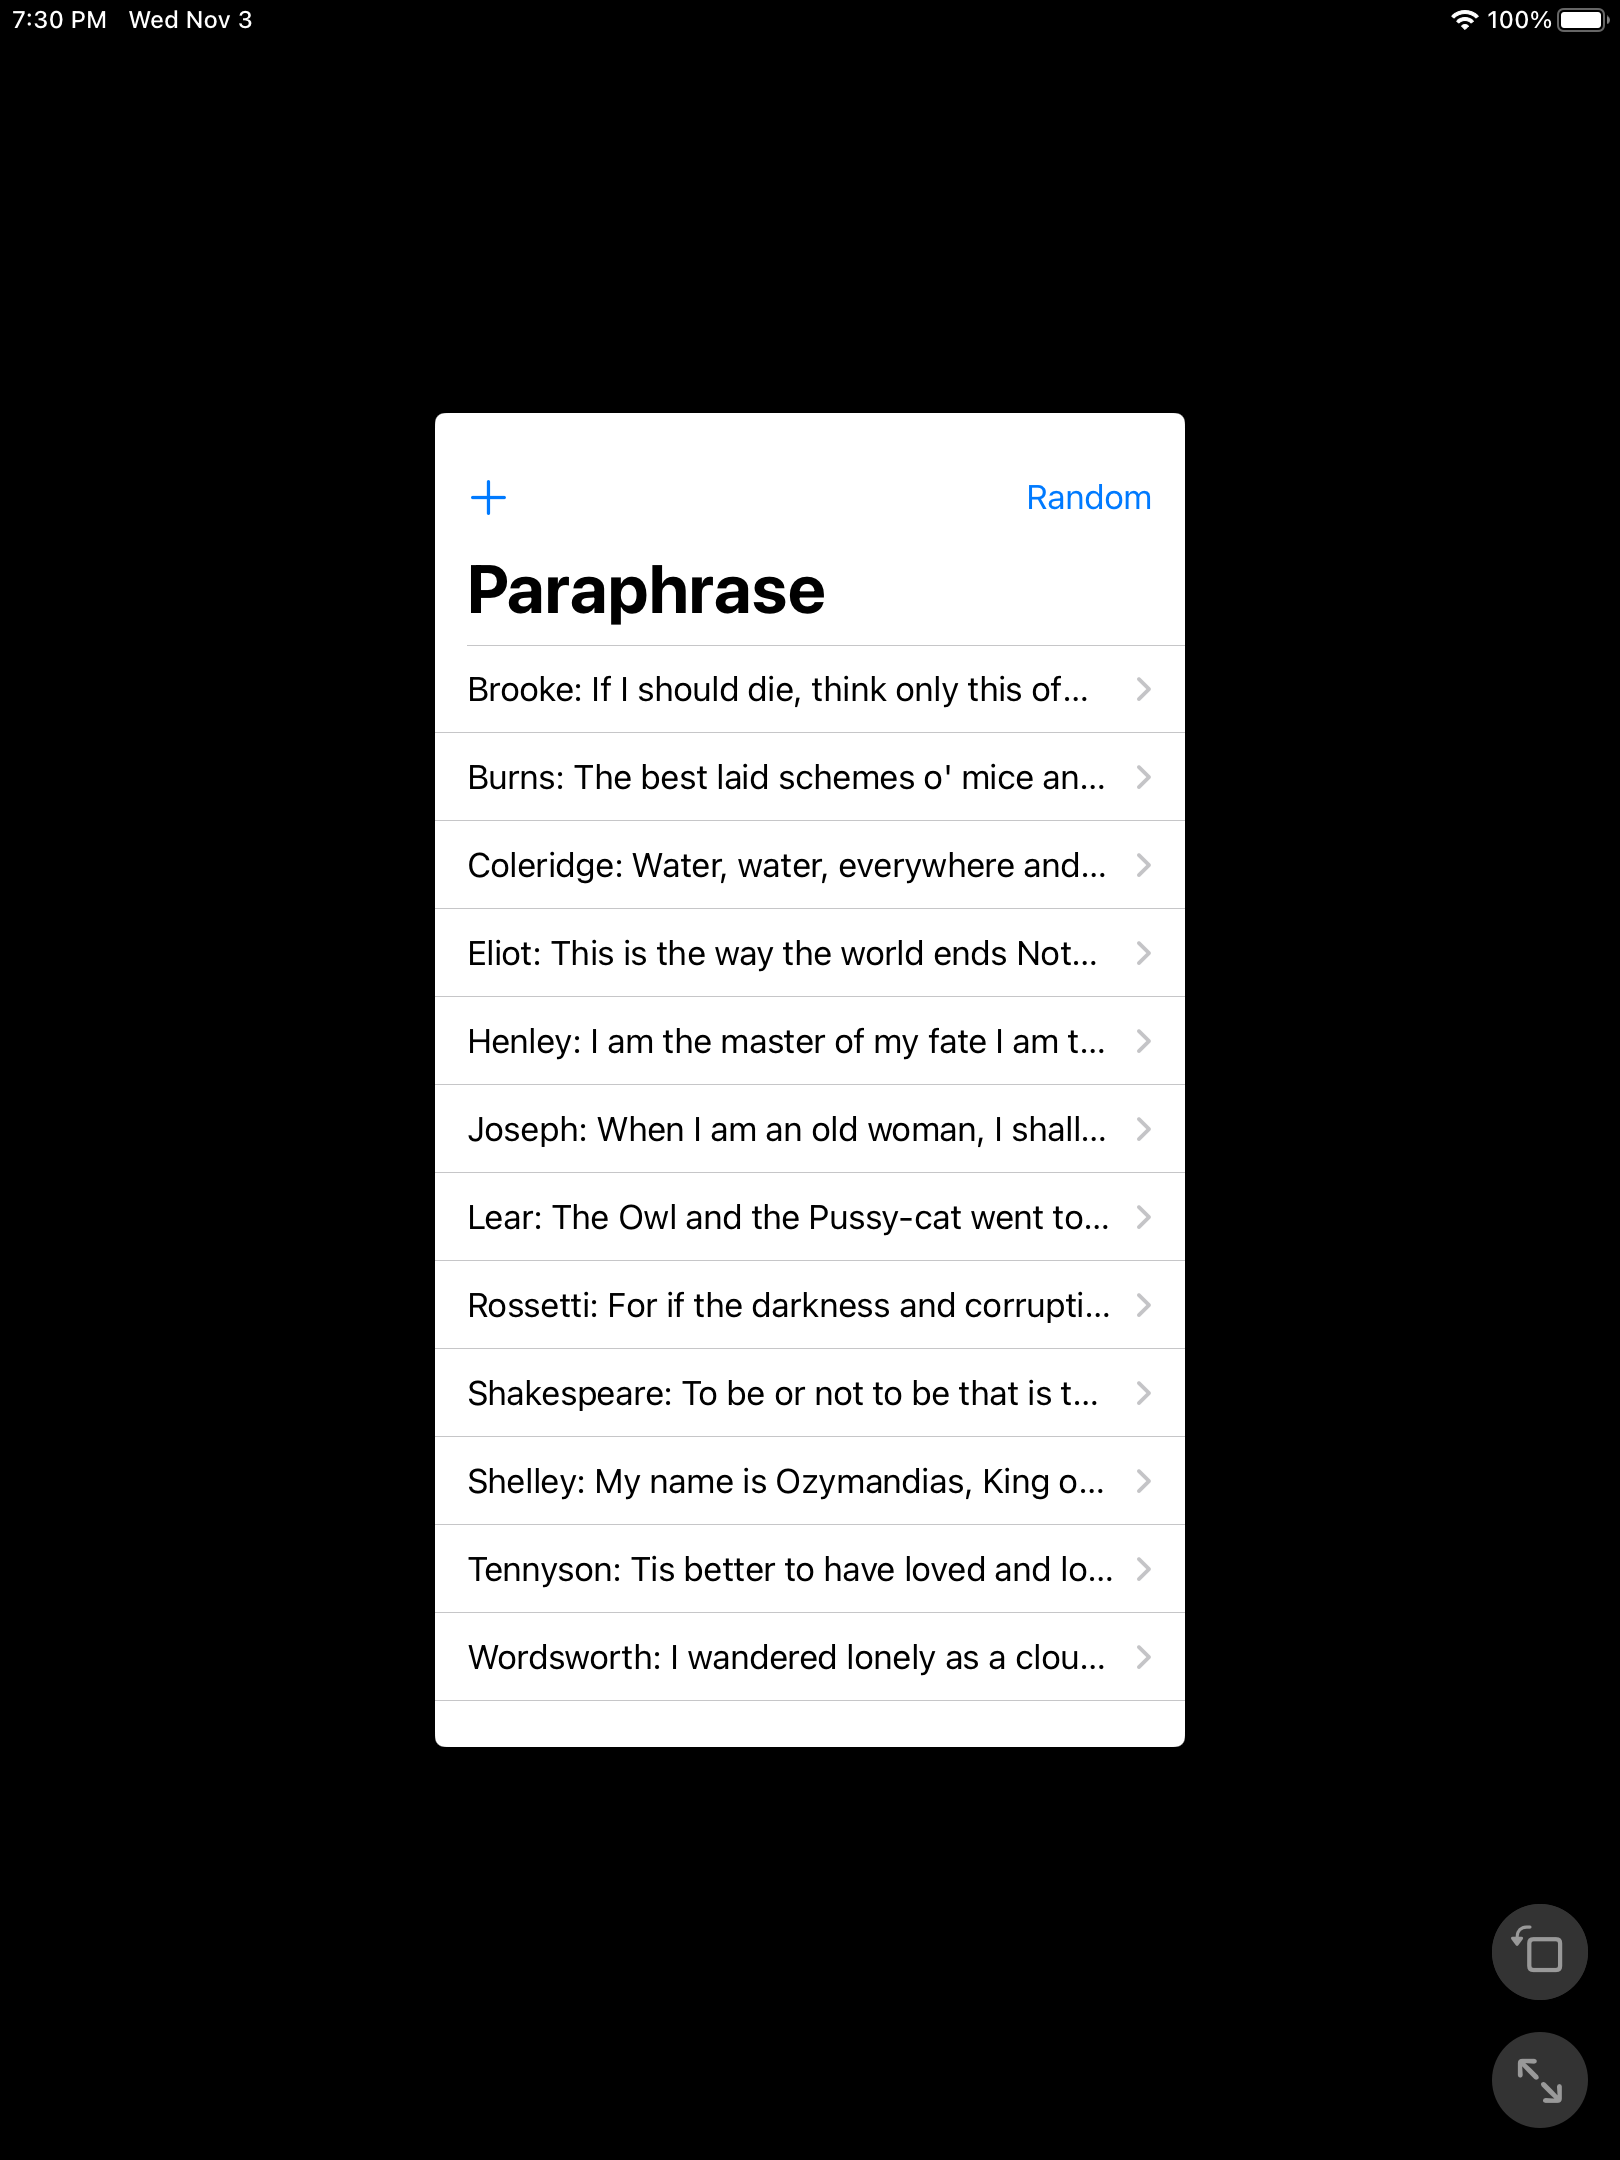 7:30 PM Wed Nov 3 100%
+ Random
Paraphrase
Brooke: If I should die, think only this of...
Burns: The best laid schemes o' mice an...
Coleridge: Water, water, everywhere and...
Eliot: This is the way the world ends Not...
Henley: I am the master of my fate I am t...
Joseph: When I am an old woman, I shall...
Lear: The Owl and the Pussy-cat went to...
Rossetti: For if the darkness and corrupti...
Shakespeare: To be or not to be that is t...
Shelley: My name is Ozymandias, King o...
Tennyson: Tis better to have loved and lo...
Wordsworth: I wandered lonely as a clou...